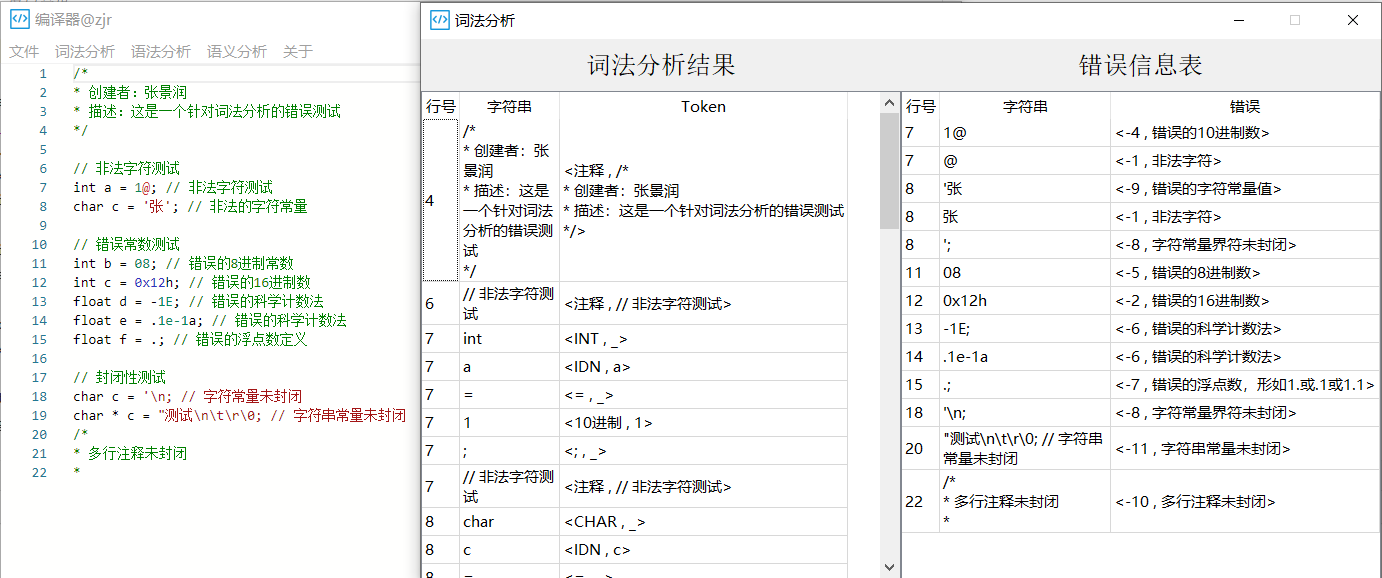 编译器@zjr
文件 词法分析 语法分析 语义分析 关于
1 /*
2 * 创建者：张景润
3 * 描述：这是一个针对词法分析的错误测试
4 */
5
6 // 非法字符测试
7 int a = 1@; // 非法字符测试
8 char c = '张'; // 非法的字符常量
9
10 // 错误常数测试
11 int b = 08; // 错误的8进制常数
12 int c = 0x12h; // 错误的16进制数
13 float d = -1E; // 错误的科学计数法
14 float e = .1e-1a; // 错误的科学计数法
15 float f = .; // 错误的浮点数定义
16
17 // 封闭性测试
18 char c = '\n; // 字符常量未封闭
19 char * c = "测试\n\t\r\0; // 字符串常量未封闭
20 /*
21 * 多行注释未封闭
22 *
词法分析
词法分析结果
行号 字符串 Token
4
/*
* 创建者：张
景润
* 描述：这是
一个针对词法
分析的错误测
试
*/
<注释 , /*
* 创建者：张景润
* 描述：这是一个针对词法分析的错误测试
*/>
6
// 非法字符测
试
<注释 , // 非法字符测试>
7 int <INT , _>
7 a <IDN , a>
7 = <= , _>
7 1 <10进制 , 1>
7 ; <; , _>
7
// 非法字符测
试
<注释 , // 非法字符测试>
8 char <CHAR , _>
8 c <IDN , c>
8 = <= , _>
错误信息表
行号 字符串 错误
7 1@ <-4 , 错误的10进制数>
7 @ <-1 , 非法字符>
8 '张 <-9 , 错误的字符常量值>
8 张 <-1 , 非法字符>
8 '; <-8 , 字符常量界符未封闭>
11 08 <-5 , 错误的8进制数>
12 0x12h <-2 , 错误的16进制数>
13 -1E; <-6 , 错误的科学计数法>
14 .1e-1a <-6 , 错误的科学计数法>
15 .; <-7 , 错误的浮点数，形如1.或.1或1.1>
18 '\n; <-8 , 字符常量界符未封闭>
20
"测试\n\t\r\0; // 字符串
常量未封闭
<-11 , 字符串常量未封闭>
22
/*
* 多行注释未封闭
*
<-10 , 多行注释未封闭>